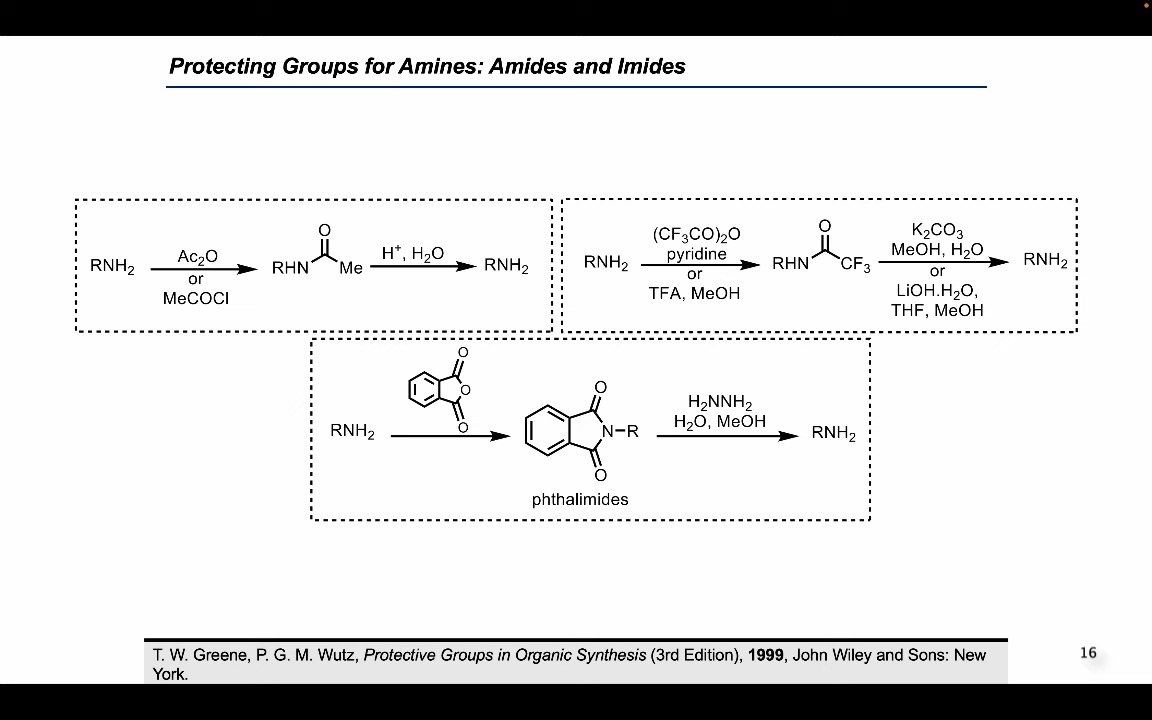 Protecting Groups for Amines: Amides and Imides
RNH2
Ac2O
or
MeCOCl
O
RHN
Me
H+, H2O
RNH2
RNH2
(CF3CO)2O
pyridine
or
TFA, MeOH
O
RHN
CF3
K2CO3
MeOH, H2O
or
LiOH.H2O,
THF, MeOH
RNH2
RNH2
O
O
O
O
N–R
O
phthalimides
H2NNH2
H2O, MeOH
RNH2
T. W. Greene, P. G. M. Wutz, Protective Groups in Organic Synthesis (3rd Edition), 1999, John Wiley and Sons: New
York.
16